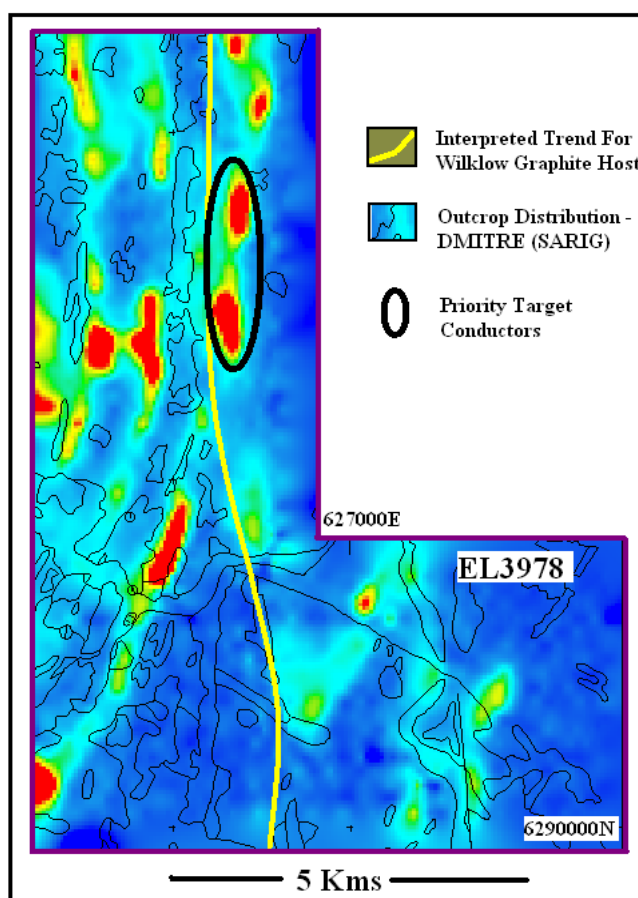 Interpreted Trend For
Wilklow Graphite Host
Outcrop Distribution -
DMITRE (SARIG)
Priority Target
Conductors
627000E
EL3978
6290000N
5 Kms